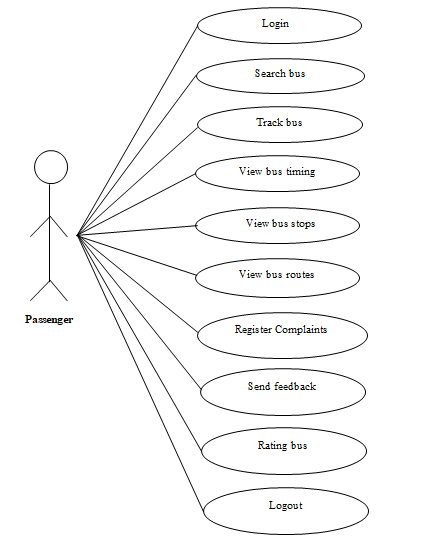 Login
Search bus
Track bus
View bus timing
View bus stops
View bus routes
Passenger
Register Complaints
Send feedback
Rating bus
Logout